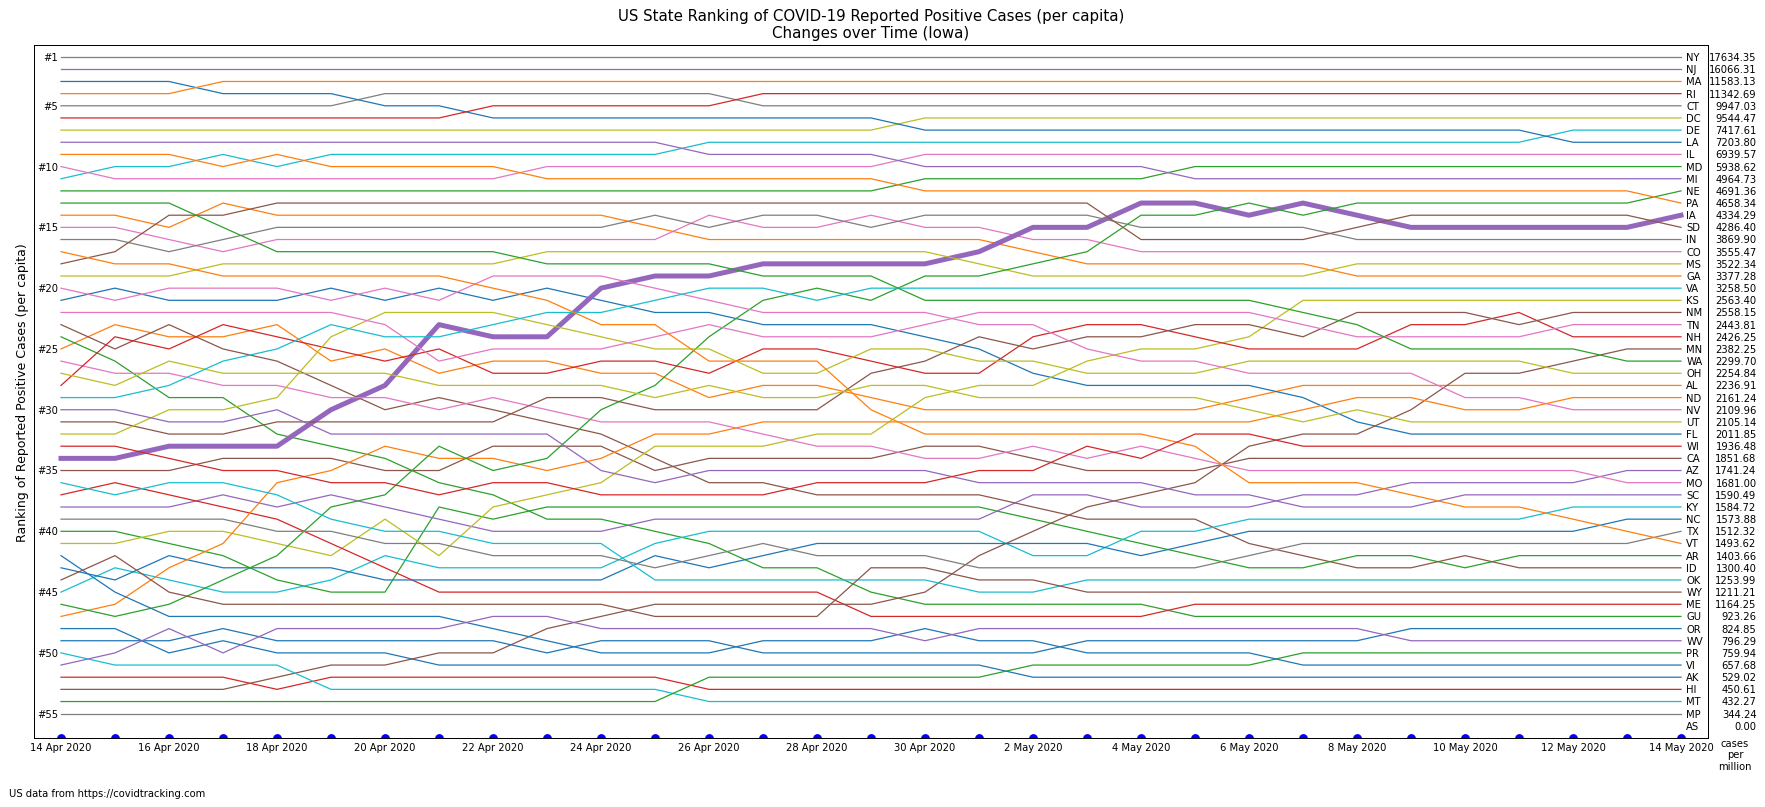 US State Ranking of COVID-19 Reported Positive Cases (per capita)
Changes over Time (Iowa)
Ranking of Reported Positive Cases (per capita)
#1
#5
#10
#15
#20
#25
#30
#35
#40
#45
#50
#55
NY 17634.35
NJ 16066.31
MA 11583.13
RI 11342.69
CT 9947.03
DC 9544.47
DE 7417.61
LA 7203.80
IL 6939.57
MD 5938.62
MI 4964.73
NE 4691.36
PA 4658.34
IA 4334.29
SD 4286.40
IN 3869.90
CO 3555.47
MS 3522.34
GA 3377.28
VA 3258.50
KS 2563.40
NM 2558.15
TN 2443.81
NH 2426.25
MN 2382.25
WA 2299.70
OH 2254.84
AL 2236.91
ND 2161.24
NV 2109.96
UT 2105.14
FL 2011.85
WI 1936.48
CA 1851.68
AZ 1741.24
MO 1681.00
SC 1590.49
KY 1584.72
NC 1573.88
TX 1512.32
VT 1493.62
AR 1403.66
ID 1300.40
OK 1253.99
WY 1211.21
ME 1164.25
GU 923.26
OR 824.85
WV 796.29
PR 759.94
VI 657.68
AK 529.02
HI 450.61
MT 432.27
MP 344.24
AS 0.00
14 Apr 2020 16 Apr 2020 18 Apr 2020 20 Apr 2020 22 Apr 2020 24 Apr 2020 26 Apr 2020 28 Apr 2020 30 Apr 2020 2 May 2020 4 May 2020 6 May 2020 8 May 2020 10 May 2020 12 May 2020 14 May 2020
cases
per
million
US data from https://covidtracking.com